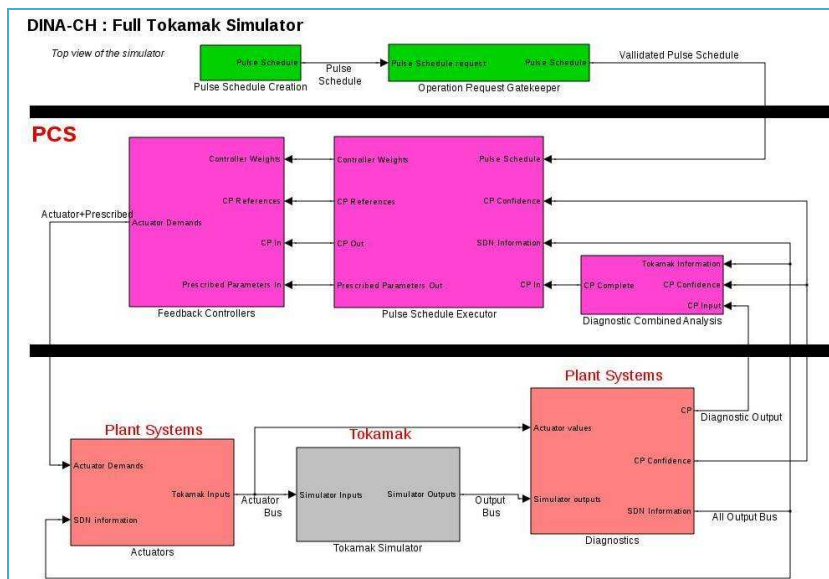 DINA-CH : Full Tokamak Simulator
Top view of the simulator
Pulse Schedule
Pulse Schedule Creation
Pulse
Schedule
Pulse Schedule request
Pulse Schedule
Operation Request Gatekeeper
Vallidated Pulse Schedule
PCS
Controller Weights
CP References
Actuator Demands
CP In
Prescribed Parameters In
Feedback Controllers
Actuator+Prescribed
Controller Weights
Pulse Schedule
CP References
CP Confidence
CP Out
SDN Information
Prescribed Parameters Out
CP In
Pulse Schedule Executor
Tokamak Information
CP Complete
CP Confidence
CP Input
Diagnostic Combined Analysis
Plant Systems
Actuator Demands
Tokamak Inputs
SDN information
Actuators
Actuator
Bus
Tokamak
Simulator Inputs
Simulator Outputs
Tokamak Simulator
Output
Bus
Plant Systems
Actuator values
CP
CP Confidence
Simulator outputs
SDN Information
Diagnostics
Diagnostic Output
All Output Bus